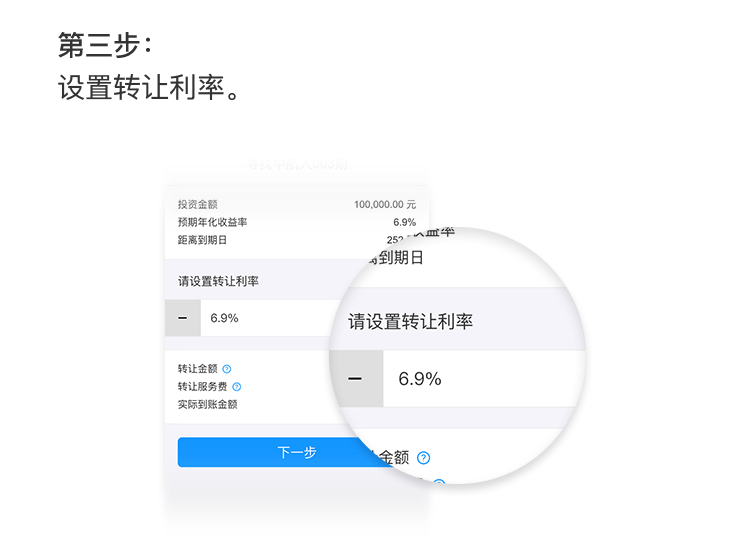 第三步：
设置转让利率。
投资金额 100,000.00 元
预期年化收益率 6.9%
距离到期日 252
请设置转让利率
− 6.9%
转让金额 ?
转让服务费 ?
实际到账金额
下一步
收益率
离到期日
请设置转让利率
− 6.9%
金额 ?